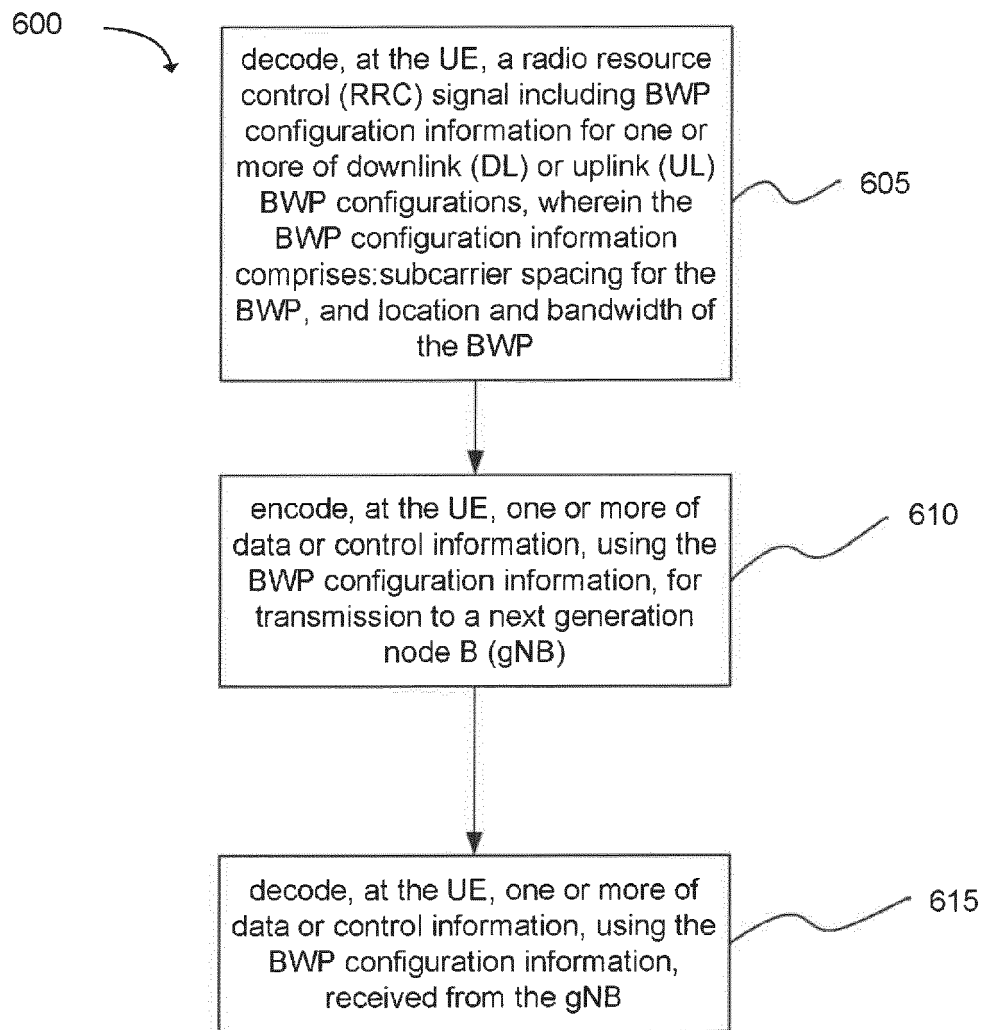 600
decode, at the UE, a radio resource
control (RRC) signal including BWP
configuration information for one or
more of downlink (DL) or uplink (UL)
BWP configurations, wherein the
BWP configuration information
comprises:subcarrier spacing for the
BWP, and location and bandwidth of
the BWP
605
encode, at the UE, one or more of
data or control information, using the
BWP configuration information, for
transmission to a next generation
node B (gNB)
610
decode, at the UE, one or more of
data or control information, using the
BWP configuration information,
received from the gNB
615